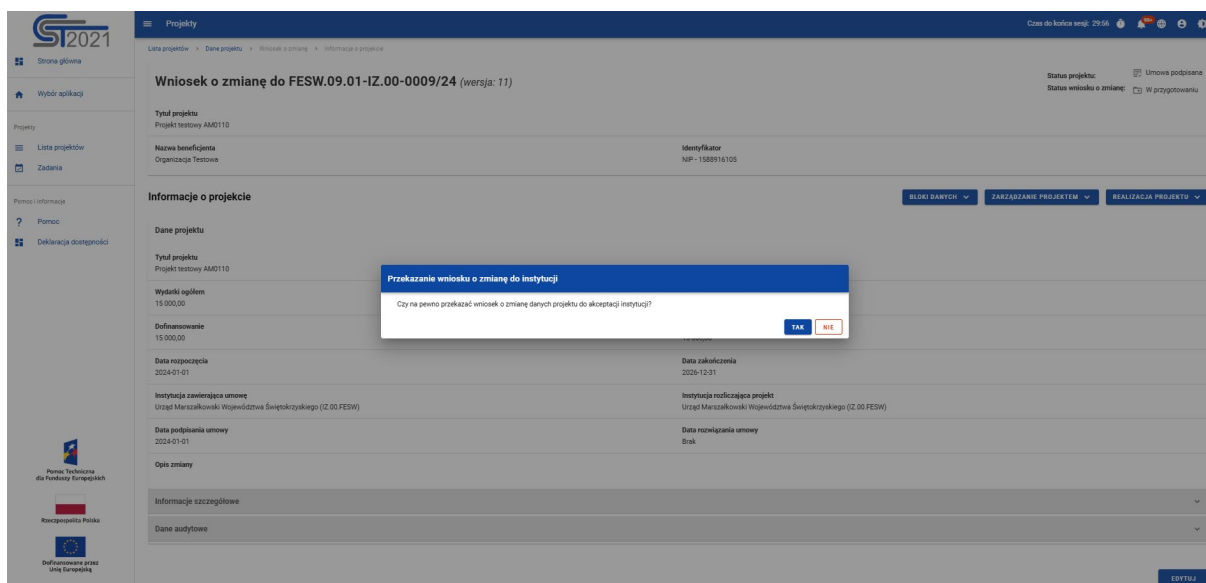 ST2021
Projekty
Czas do końca sesji: 29:56
99+
Strona główna
Wybór aplikacji
Projekty
Lista projektów
Zadania
Pomoc i informacje
Pomoc
Deklaracja dostępności
Pomoc Techniczna
dla Funduszy Europejskich
Rzeczpospolita Polska
Dofinansowane przez
Unię Europejską
Lista projektów > Dane projektu > Wniosek o zmianę > Informacje o projekcie
Wniosek o zmianę do FESW.09.01-IZ.00-0009/24 (wersja: 11)
Status projektu: Umowa podpisana
Status wniosku o zmianę: W przygotowaniu
Tytuł projektu
Projekt testowy AM0110
Nazwa beneficjenta
Organizacja Testowa
Identyfikator
NIP - 1588916105
Informacje o projekcie
BLOKI DANYCH
ZARZĄDZANIE PROJEKTEM
REALIZACJA PROJEKTU
Dane projektu
Tytuł projektu
Projekt testowy AM0110
Wydatki ogółem
15 000,00
Dofinansowanie
15 000,00
Przekazanie wniosku o zmianę do instytucji
Czy na pewno przekazać wniosek o zmianę danych projektu do akceptacji instytucji?
TAK
NIE
Data rozpoczęcia
2024-01-01
Data zakończenia
2026-12-31
Instytucja zawierająca umowę
Urząd Marszałkowski Województwa Świętokrzyskiego (IZ.00.FESW)
Instytucja rozliczająca projekt
Urząd Marszałkowski Województwa Świętokrzyskiego (IZ.00.FESW)
Data podpisania umowy
2024-01-01
Data rozwiązania umowy
Brak
Opis zmiany
Informacje szczegółowe
Dane audytowe
EDYTUJ